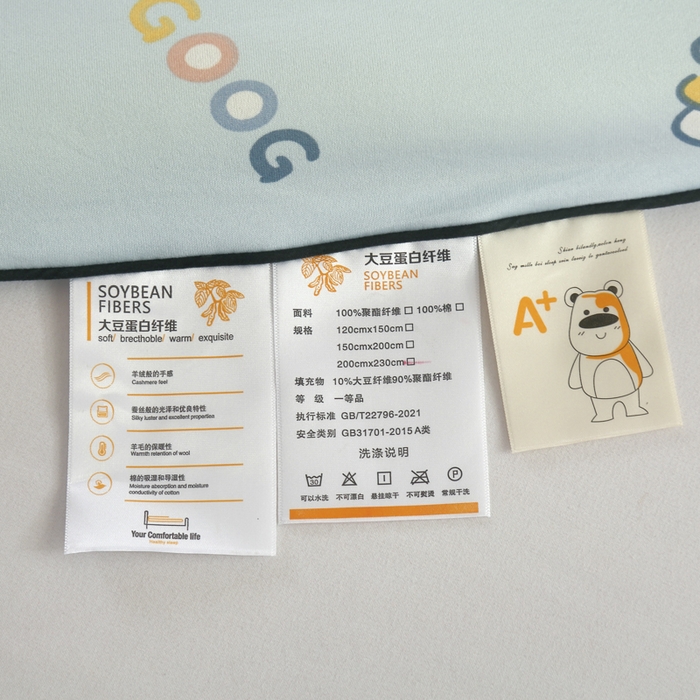 GOOG
SOYBEAN
FIBERS
大豆蛋白纤维
soft/ brecthoble/ warm/ exquisite
羊绒般的手感
Cashmere feel
蚕丝般的光泽和优良特性
Silky luster and excellent properties
羊毛的保暖性
Warmth retention of wool
棉的吸湿和导湿性
Moisture absorption and moisture
conductivity of cotton
Your Comfortable life
大豆蛋白纤维
SOYBEAN
FIBERS
面料 100%聚酯纤维 □ 100%棉 □
规格 120cmx150cm□
150cmx200cm□
200cmx230cm□
填充物 10%大豆纤维90%聚酯纤维
等 级 一等品
执行标准 GB/T22796-2021
安全类别 GB31701-2015 A类
洗涤说明
30
P
可以水洗 不可漂白 悬挂晾干 不可熨烫 常规干洗
A+